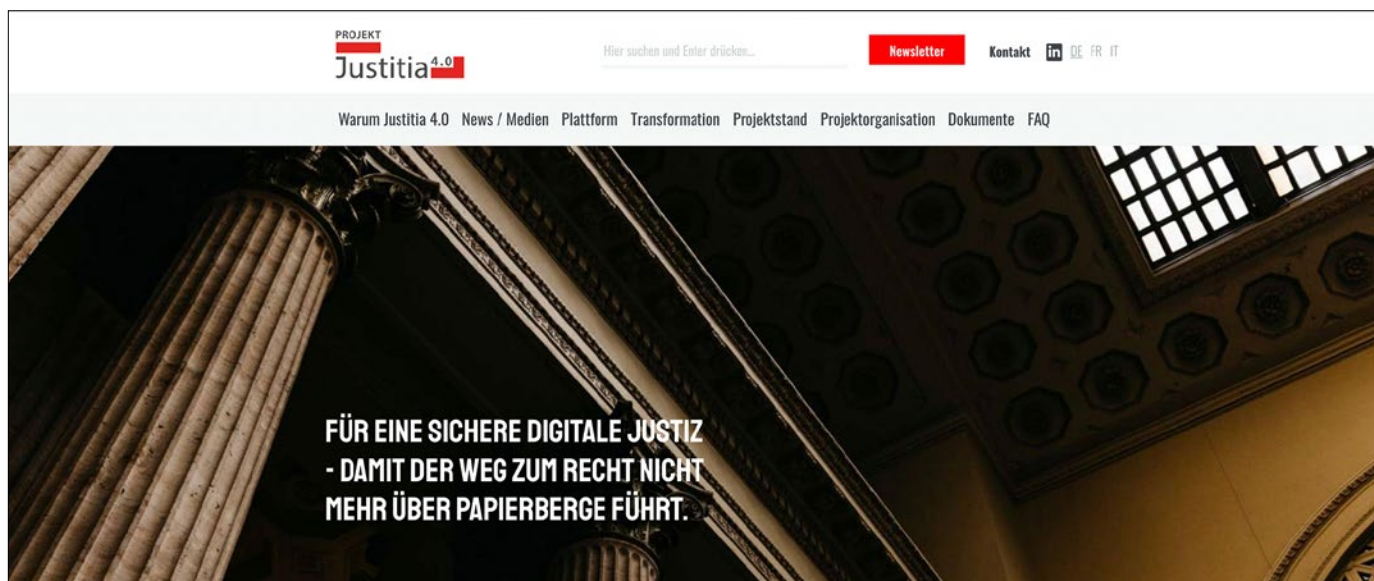 PROJEKT
Justitia 4.0
Hier suchen und Enter drücken...
Newsletter
Kontakt
in
DE FR IT
Warum Justitia 4.0 News / Medien Plattform Transformation Projektstand Projektorganisation Dokumente FAQ
FÜR EINE SICHERE DIGITALE JUSTIZ
- DAMIT DER WEG ZUM RECHT NICHT
MEHR ÜBER PAPIERBERGE FÜHRT.